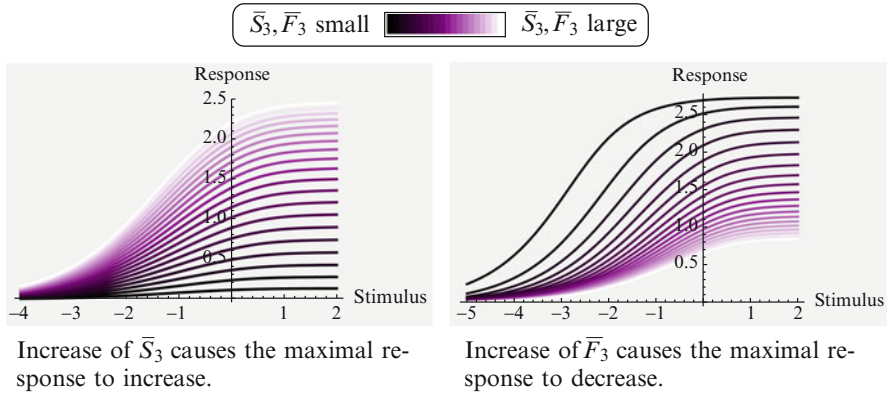 S̅₃, F̅₃ small S̅₃, F̅₃ large
Response
2.5
2.0
1.5
1.0
0.5
−4 −3 −2 −1 1 2
Stimulus
Increase of S̅₃ causes the maximal re-
sponse to increase.
Response
2.5
2.0
1.5
1.0
0.5
−5 −4 −3 −2 −1 1 2
Stimulus
Increase of F̅₃ causes the maximal re-
sponse to decrease.